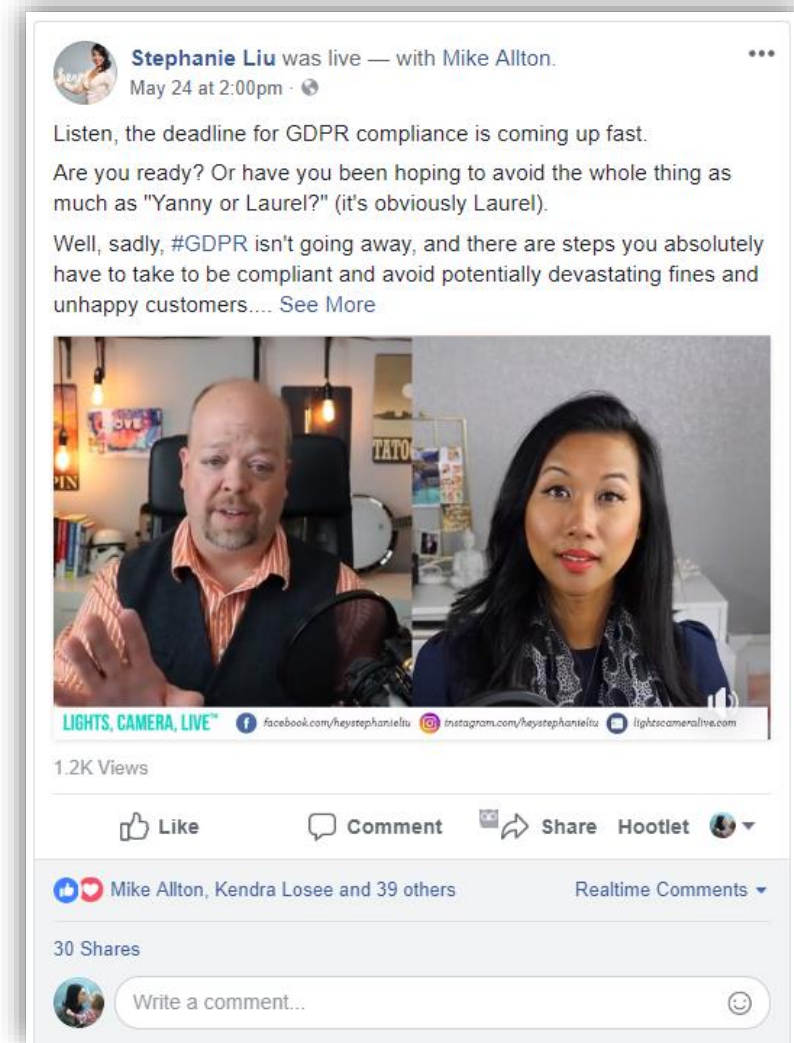 Stephanie Liu was live — with Mike Allton.
May 24 at 2:00pm ·
Listen, the deadline for GDPR compliance is coming up fast.
Are you ready? Or have you been hoping to avoid the whole thing as
much as "Yanny or Laurel?" (it's obviously Laurel).
Well, sadly, #GDPR isn't going away, and there are steps you absolutely
have to take to be compliant and avoid potentially devastating fines and
unhappy customers.... See More
LOVE
TATO
PIN
LIGHTS, CAMERA, LIVE™ facebook.com/heystephanieliu instagram.com/heystephanieliu lightscameralive.com
1.2K Views
Like Comment Share Hootlet
Mike Allton, Kendra Losee and 39 others Realtime Comments
30 Shares
Write a comment...